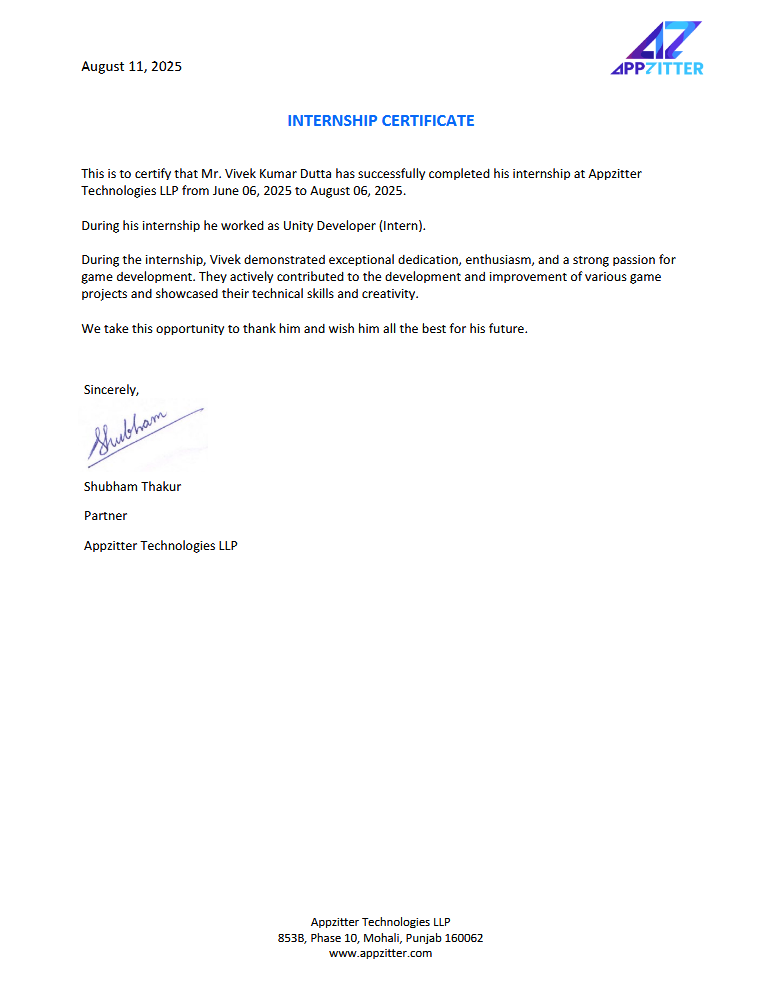 August 11, 2025
APPZITTER
INTERNSHIP CERTIFICATE
This is to certify that Mr. Vivek Kumar Dutta has successfully completed his internship at Appzitter
Technologies LLP from June 06, 2025 to August 06, 2025.
During his internship he worked as Unity Developer (Intern).
During the internship, Vivek demonstrated exceptional dedication, enthusiasm, and a strong passion for
game development. They actively contributed to the development and improvement of various game
projects and showcased their technical skills and creativity.
We take this opportunity to thank him and wish him all the best for his future.
Sincerely,
Shubham
Shubham Thakur
Partner
Appzitter Technologies LLP
Appzitter Technologies LLP
853B, Phase 10, Mohali, Punjab 160062
www.appzitter.com